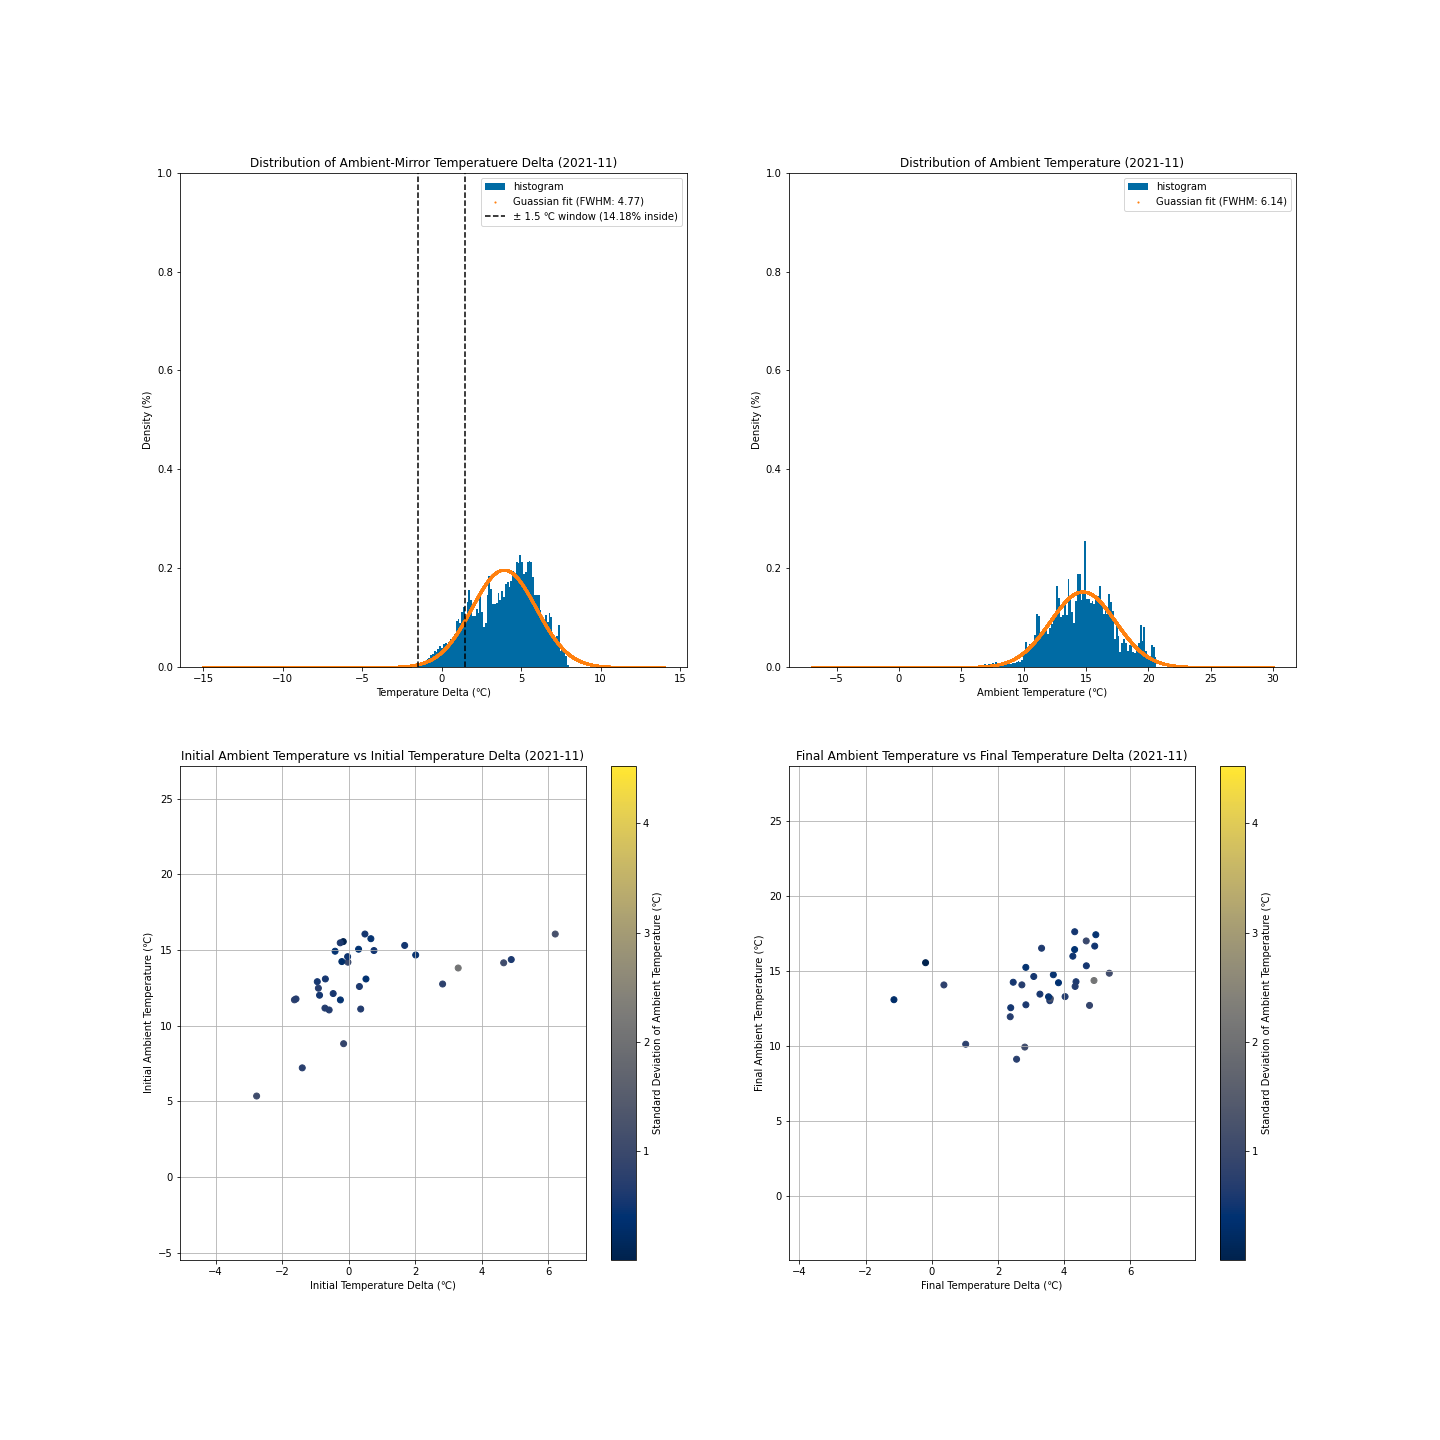 Distribution of Ambient-Mirror Temperatuere Delta (2021-11)
1.0
0.8
0.6
0.4
0.2
0.0
Density (%)
histogram
Guassian fit (FWHM: 4.77)
± 1.5 ℃ window (14.18% inside)
−15 −10 −5 0 5 10 15
Temperature Delta (℃)
Distribution of Ambient Temperature (2021-11)
1.0
0.8
0.6
0.4
0.2
0.0
Density (%)
histogram
Guassian fit (FWHM: 6.14)
−5 0 5 10 15 20 25 30
Ambient Temperature (℃)
Initial Ambient Temperature vs Initial Temperature Delta (2021-11)
25
20
15
10
5
0
−5
Initial Ambient Temperature (℃)
−4 −2 0 2 4 6
Initial Temperature Delta (℃)
4
3
2
1
Standard Deviation of Ambient Temperature (℃)
Final Ambient Temperature vs Final Temperature Delta (2021-11)
25
20
15
10
5
0
Final Ambient Temperature (℃)
−4 −2 0 2 4 6
Final Temperature Delta (℃)
4
3
2
1
Standard Deviation of Ambient Temperature (℃)